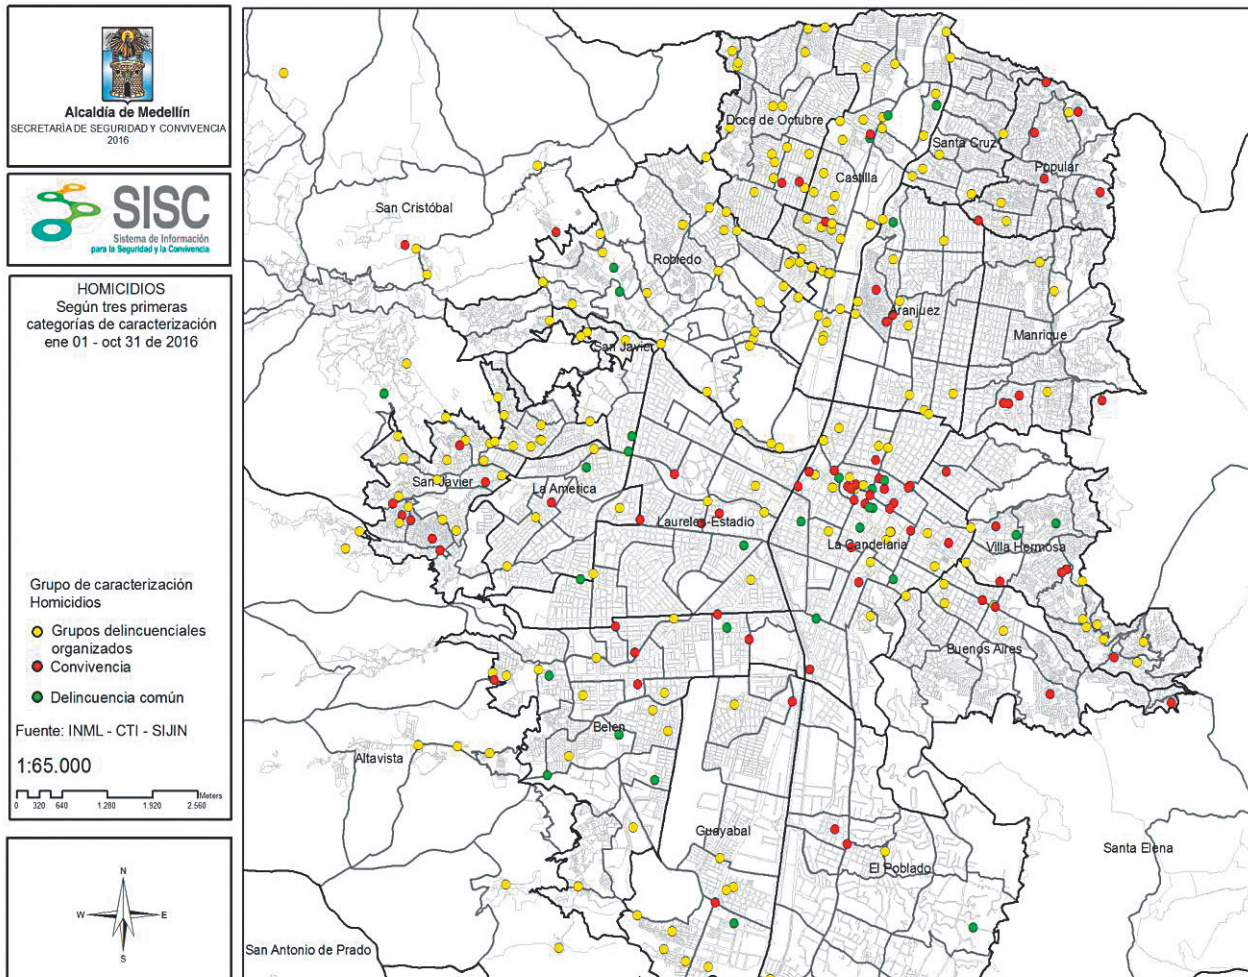 Alcaldía de Medellín
SECRETARÍA DE SEGURIDAD Y CONVIVENCIA
2016
SISC
Sistema de Información
para la Seguridad y la Convivencia
HOMICIDIOS
Según tres primeras
categorías de caracterización
ene 01 - oct 31 de 2016
Grupo de caracterización
Homicidios
Grupos delincuenciales
organizados
Convivencia
Delincuencia común
Fuente: INML - CTI - SIJIN
1:65.000
Meters
0 320 640 1.280 1.920 2.560
N
W E
S
Doce de Octubre
Santa Cruz
Popular
Castilla
San Cristóbal
Robledo
Aranjuez
Manrique
San Javier
San Javier
La America
Laureles-Estadio
La Candelaria
Villa Hermosa
Buenos Aires
Belen
Altavista
Guayabal
El Poblado
Santa Elena
San Antonio de Prado